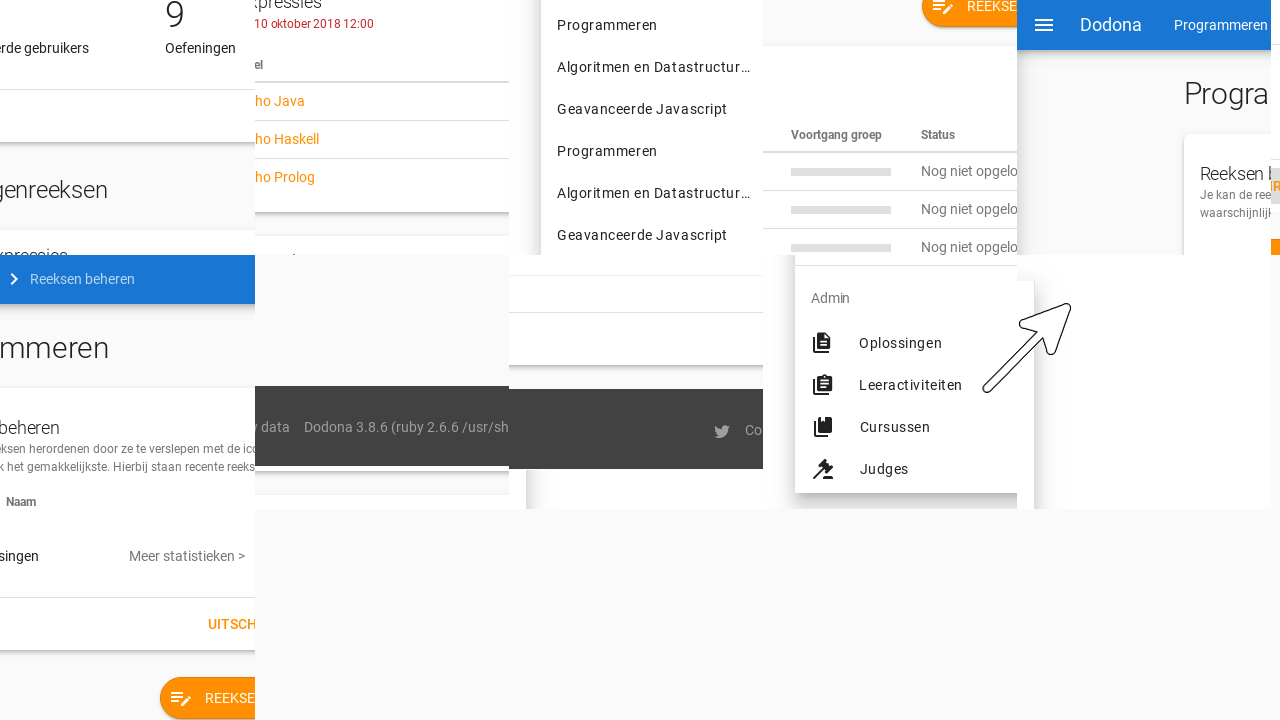 9
erde gebruikers
Oefeningen
genreeksen
10 oktober 2018 12:00
el
ho Java
ho Haskell
ho Prolog
Programmeren
Algoritmen en Datastructur…
Geavanceerde Javascript
Programmeren
Algoritmen en Datastructur…
Geavanceerde Javascript
REEKSE
Voortgang groep Status
Nog niet opgelo
Nog niet opgelo
Nog niet opgelo
Dodona Programmeren
Progra
Reeksen b
Je kan de ree
waarschijnlijk
Reeksen beheren
mmeren
beheren
eksen herordenen door ze te verslepen met de ico
k het gemakkelijkste. Hierbij staan recente reeks
Naam
singen
Meer statistieken >
UITSCH
REEKSE
y data Dodona 3.8.6 (ruby 2.6.6 /usr/sh
Co
Admin
Oplossingen
Leeractiviteiten
Cursussen
Judges